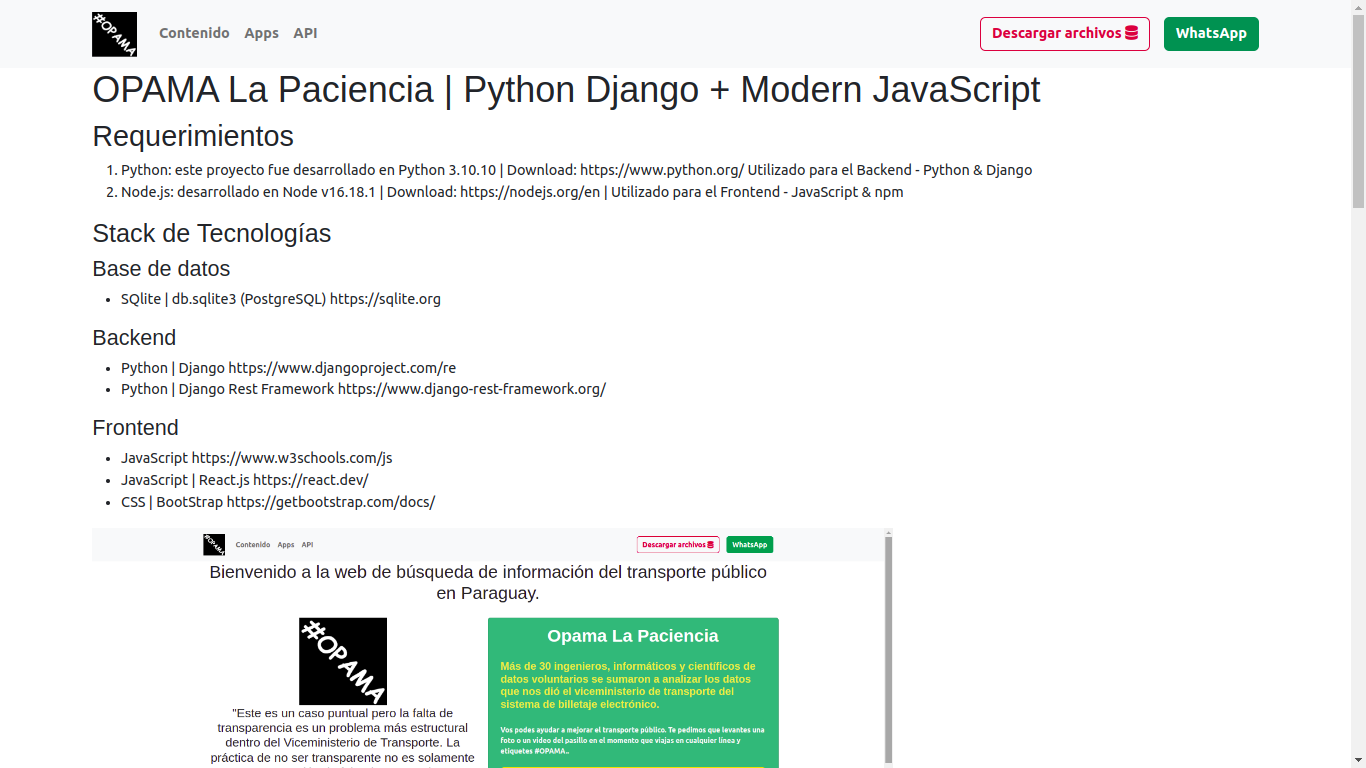 #OPAMA
Contenido Apps API
Descargar archivos
WhatsApp
OPAMA La Paciencia | Python Django + Modern JavaScript
Requerimientos
1. Python: este proyecto fue desarrollado en Python 3.10.10 | Download: https://www.python.org/ Utilizado para el Backend - Python & Django
2. Node.js: desarrollado en Node v16.18.1 | Download: https://nodejs.org/en | Utilizado para el Frontend - JavaScript & npm
Stack de Tecnologías
Base de datos
• SQlite | db.sqlite3 (PostgreSQL) https://sqlite.org
Backend
• Python | Django https://www.djangoproject.com/re
• Python | Django Rest Framework https://www.django-rest-framework.org/
Frontend
• JavaScript https://www.w3schools.com/js
• JavaScript | React.js https://react.dev/
• CSS | BootStrap https://getbootstrap.com/docs/
#OPAMA
Contenido Apps API
Descargar archivos
WhatsApp
Bienvenido a la web de búsqueda de información del transporte público
en Paraguay.
#OPAMA
"Este es un caso puntual pero la falta de
transparencia es un problema más estructural
dentro del Viceministerio de Transporte. La
práctica de no ser transparente no es solamente
Opama La Paciencia
Más de 30 ingenieros, informáticos y científicos de
datos voluntarios se sumaron a analizar los datos
que nos dió el viceministerio de transporte del
sistema de billetaje electrónico.
Vos podes ayudar a mejorar el transporte público. Te pedimos que levantes una
foto o un video del pasillo en el momento que viajas en cualquier línea y
etiquetes #OPAMA..